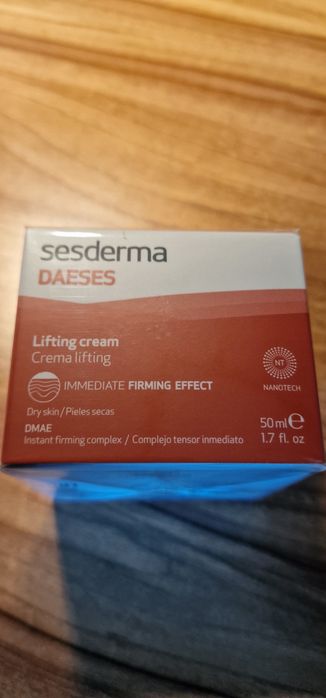 sesderma
DAESES
Lifting cream
Crema lifting
NT
IMMEDIATE FIRMING EFFECT
NANOTECH
Dry skin/Pieles secas
DMAE
50 ml ℮
Instant firming complex / Complejo tensor inmediato
1.7 fl. oz